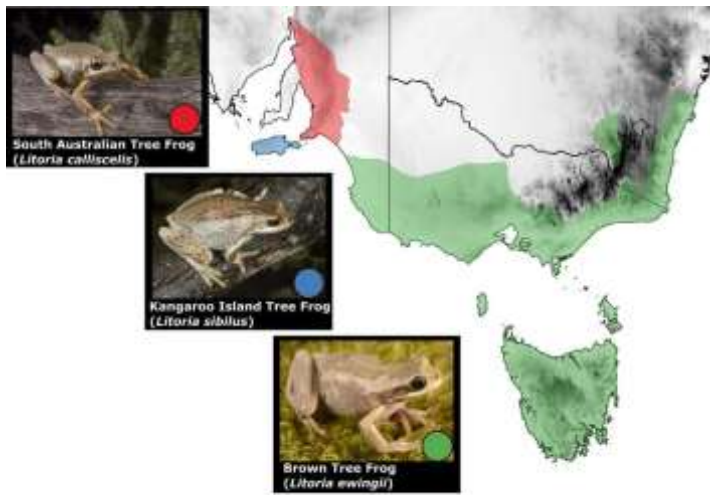 South Australian Tree Frog
(Litoria calliscelis)
Kangaroo Island Tree Frog
(Litoria sibilus)
Brown Tree Frog
(Litoria ewingii)